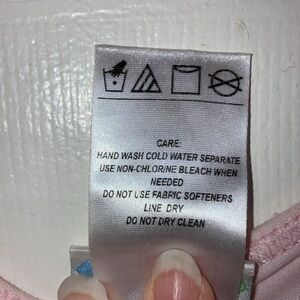 CARE:
HAND WASH COLD WATER SEPARATE
USE NON-CHLORINE BLEACH WHEN
NEEDED
DO NOT USE FABRIC SOFTENERS
LINE DRY
DO NOT DRY CLEAN